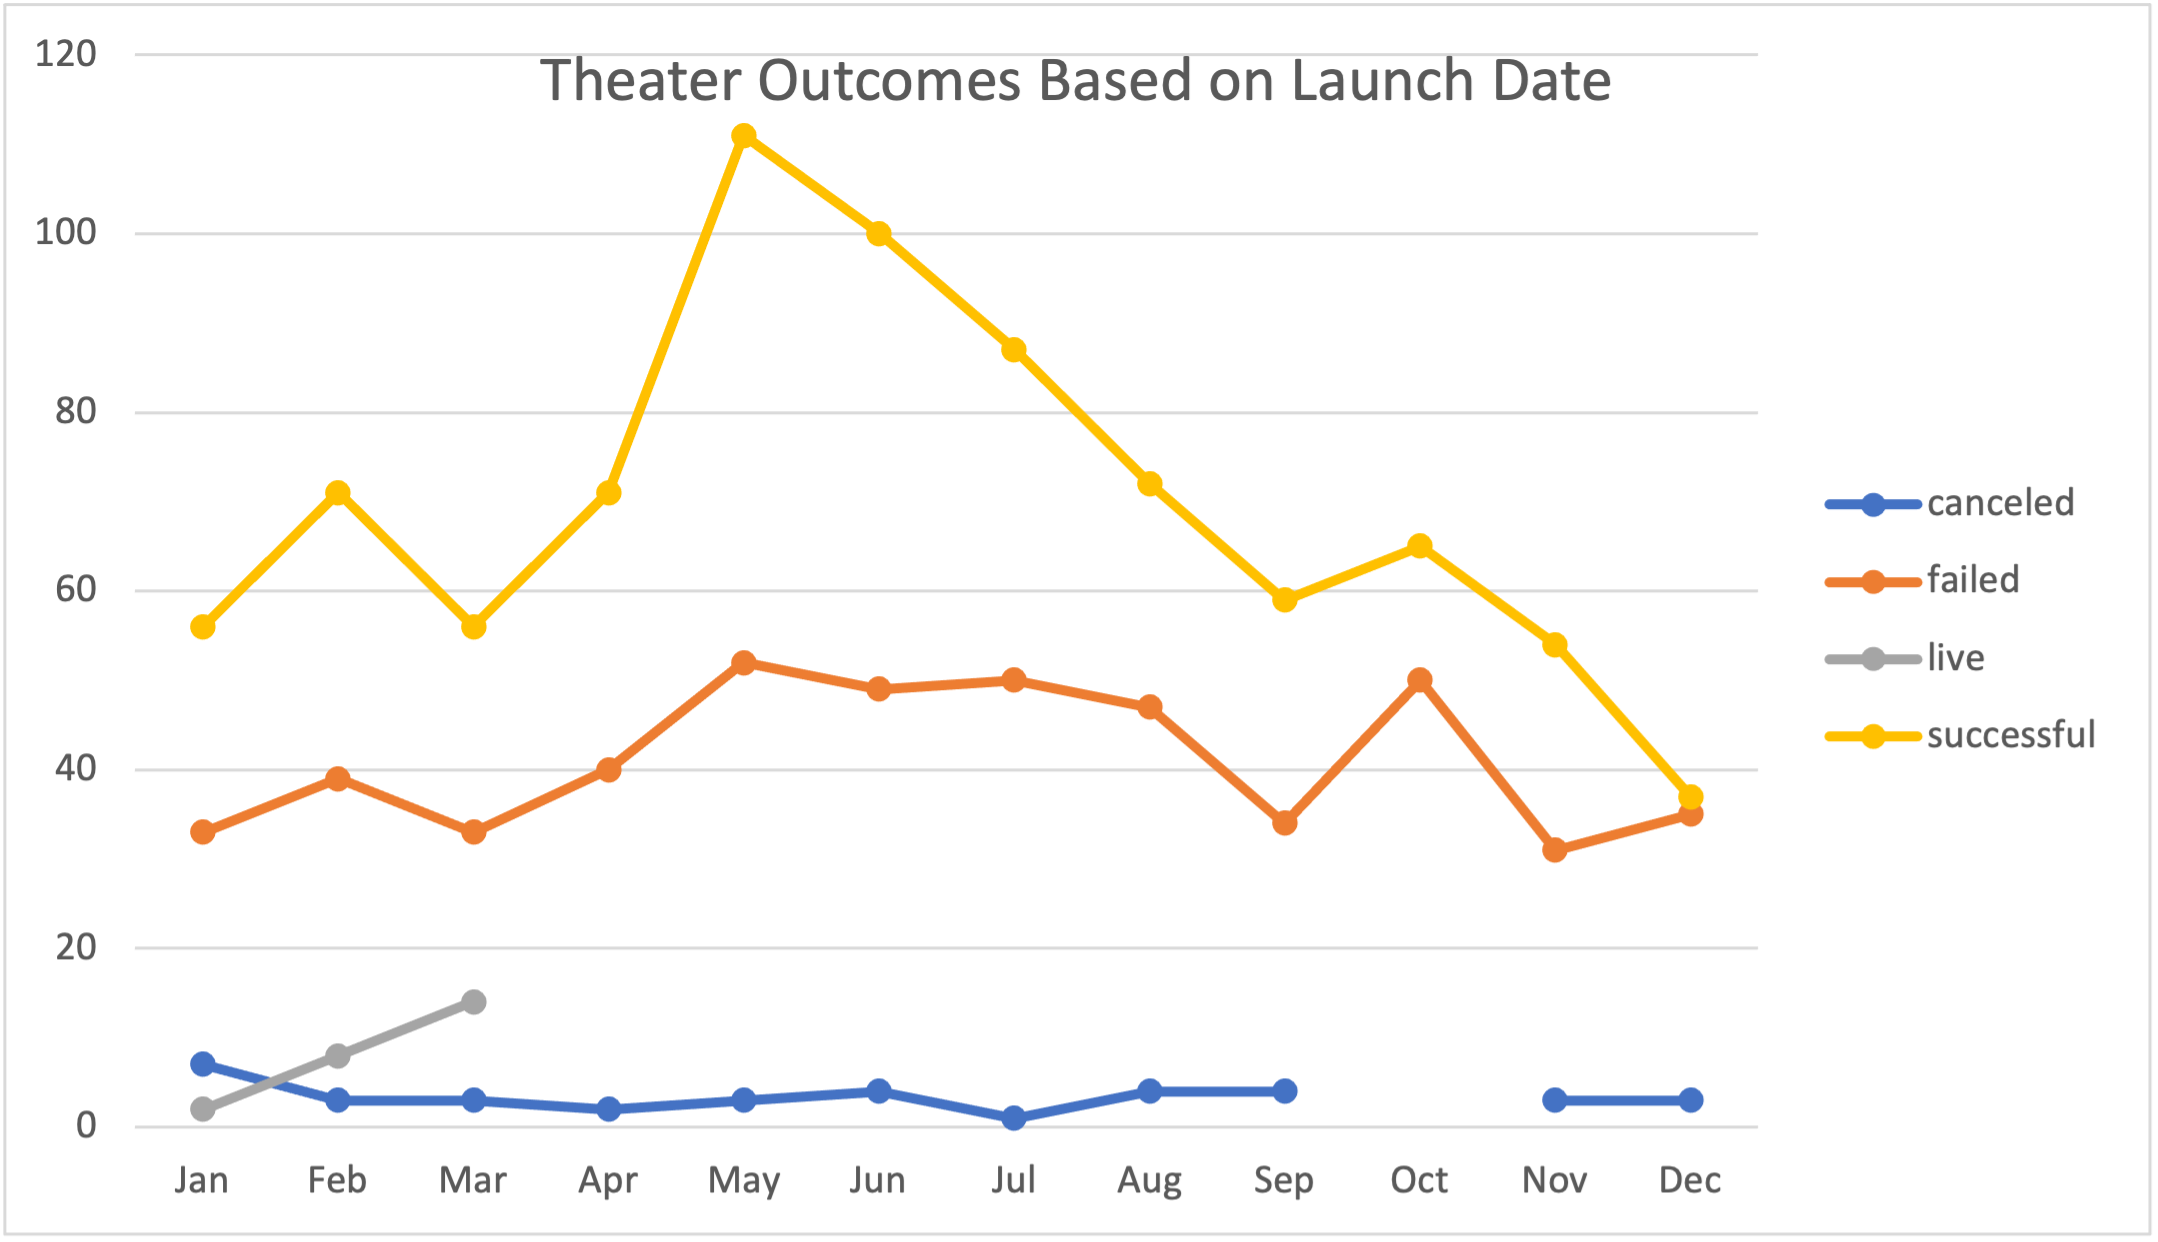 Theater Outcomes Based on Launch Date
120
100
80
60
40
20
0
Jan Feb Mar Apr May Jun Jul Aug Sep Oct Nov Dec
canceled
failed
live
successful